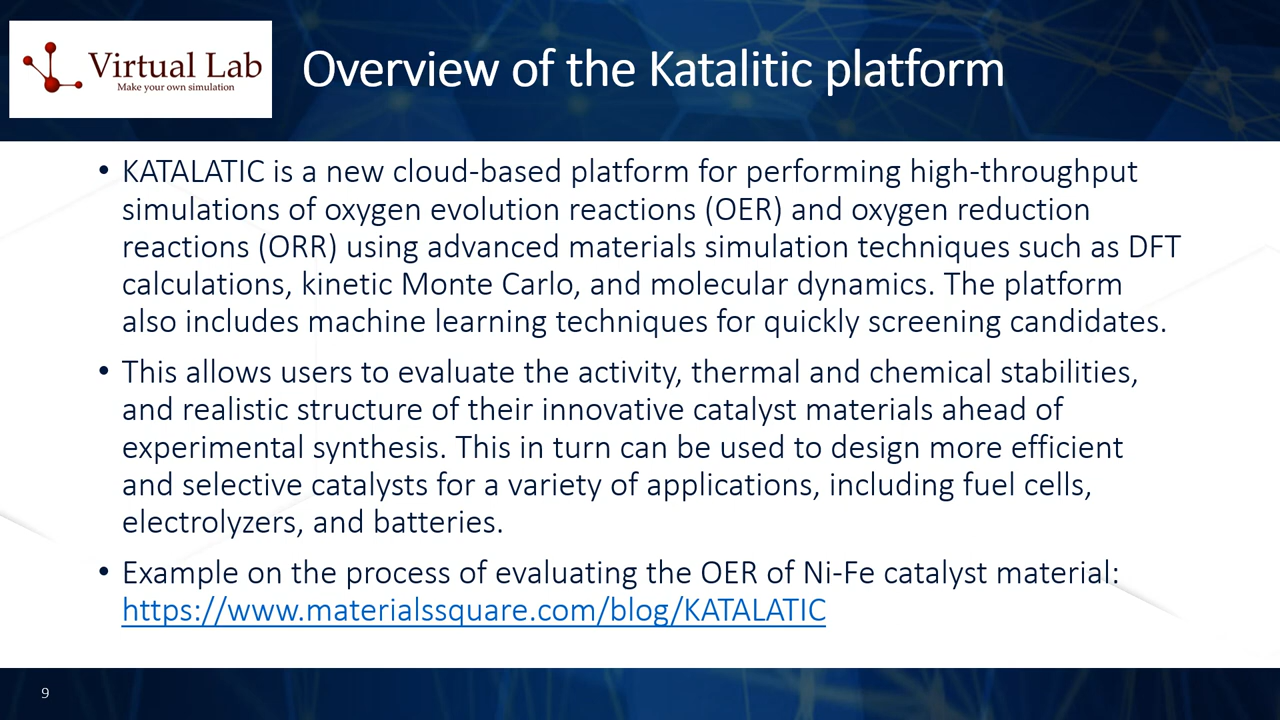 Virtual Lab
Make your own simulation
Overview of the Katalitic platform
• KATALATIC is a new cloud-based platform for performing high-throughput
simulations of oxygen evolution reactions (OER) and oxygen reduction
reactions (ORR) using advanced materials simulation techniques such as DFT
calculations, kinetic Monte Carlo, and molecular dynamics. The platform
also includes machine learning techniques for quickly screening candidates.
• This allows users to evaluate the activity, thermal and chemical stabilities,
and realistic structure of their innovative catalyst materials ahead of
experimental synthesis. This in turn can be used to design more efficient
and selective catalysts for a variety of applications, including fuel cells,
electrolyzers, and batteries.
• Example on the process of evaluating the OER of Ni-Fe catalyst material:
https://www.materialssquare.com/blog/KATALATIC
9